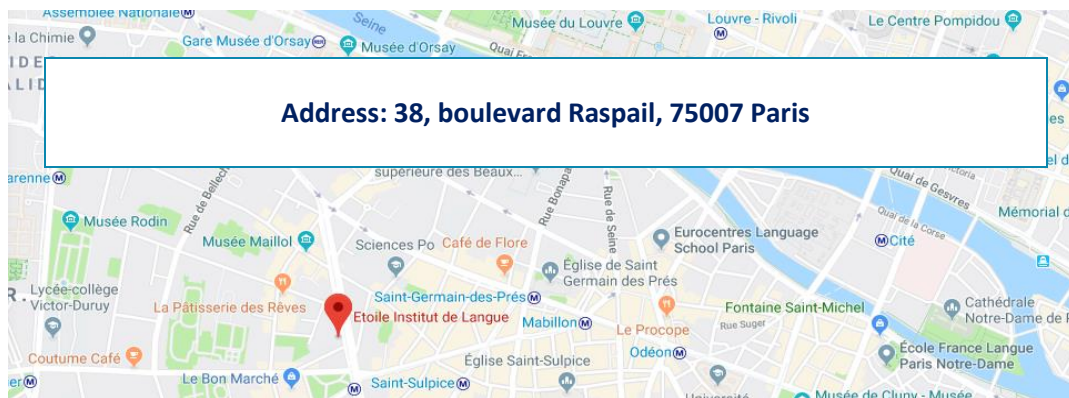 Assemblée Nationale
Seine
Musée du Louvre
Louvre - Rivoli
Le Centre Pompidou
la Chimie
Gare Musée d'Orsay
Musée d'Orsay
Quai
Address: 38, boulevard Raspail, 75007 Paris
arenne
Rue de Bellech
supérieure des Beaux...
Rue Bonapa
Rue de Seine
Quai de Gesvres
Musée Rodin
Musée Maillol
Sciences Po
Café de Flore
Eurocentres Language
School Paris
Quai de la Corse
Cité
Mémorial d
Église de Saint
Germain des Prés
Lycée-collège
Victor-Duruy
La Pâtisserie des Rêves
Saint-Germain-des-Prés
Etoile Institut de Langue
Mabillon
Le Procope
Fontaine Saint-Michel
Rue Suger
Cathédrale
Notre-Dame de P
Coutume Café
Église Saint-Sulpice
Odéon
École France Langue
Paris Notre-Dame
Le Bon Marché
Saint-Sulpice
Université
Musée de Cluny - Musée